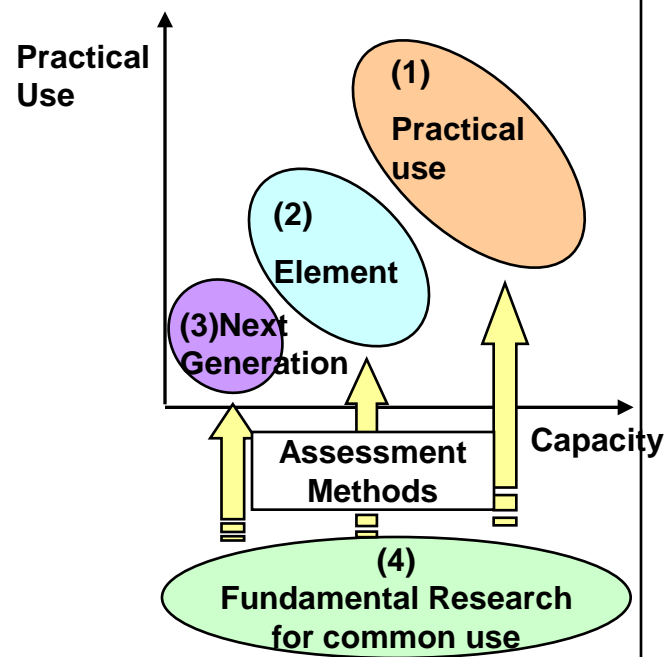 Practical
Use
(1)
Practical
use
(2)
Element
(3)Next
Generation
Capacity
Assessment
Methods
(4)
Fundamental Research
for common use